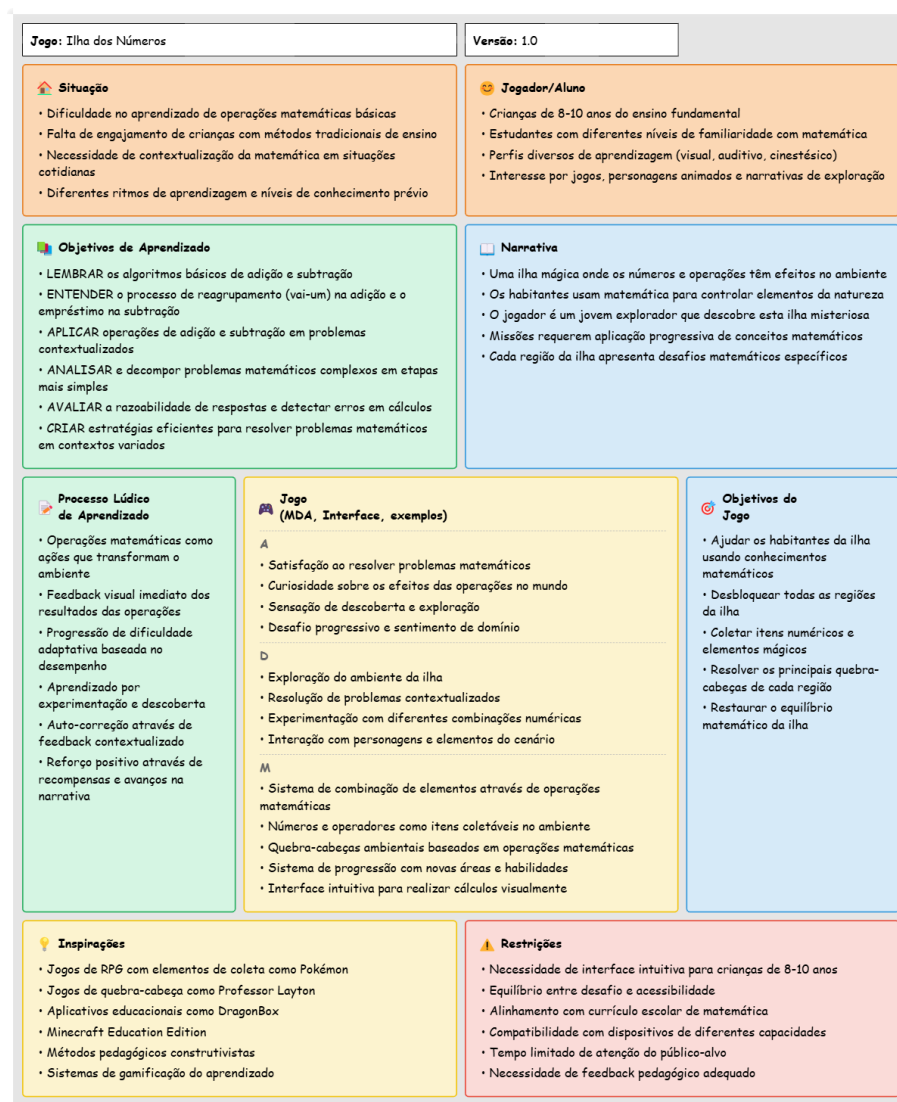 Jogo: Ilha dos Números
Versão: 1.0
Situação
• Dificuldade no aprendizado de operações matemáticas básicas
• Falta de engajamento de crianças com métodos tradicionais de ensino
• Necessidade de contextualização da matemática em situações
cotidianas
• Diferentes ritmos de aprendizagem e níveis de conhecimento prévio
Jogador/Aluno
• Crianças de 8-10 anos do ensino fundamental
• Estudantes com diferentes níveis de familiaridade com matemática
• Perfis diversos de aprendizagem (visual, auditivo, cinestésico)
• Interesse por jogos, personagens animados e narrativas de exploração
Objetivos de Aprendizado
• LEMBRAR os algoritmos básicos de adição e subtração
• ENTENDER o processo de reagrupamento (vai-um) na adição e o
empréstimo na subtração
• APLICAR operações de adição e subtração em problemas
contextualizados
• ANALISAR e decompor problemas matemáticos complexos em etapas
mais simples
• AVALIAR a razoabilidade de respostas e detectar erros em cálculos
• CRIAR estratégias eficientes para resolver problemas matemáticos
em contextos variados
Narrativa
• Uma ilha mágica onde os números e operações têm efeitos no ambiente
• Os habitantes usam matemática para controlar elementos da natureza
• O jogador é um jovem explorador que descobre esta ilha misteriosa
• Missões requerem aplicação progressiva de conceitos matemáticos
• Cada região da ilha apresenta desafios matemáticos específicos
Processo Lúdico
de Aprendizado
• Operações matemáticas como
ações que transformam o
ambiente
• Feedback visual imediato dos
resultados das operações
• Progressão de dificuldade
adaptativa baseada no
desempenho
• Aprendizado por
experimentação e descoberta
• Auto-correção através de
feedback contextualizado
• Reforço positivo através de
recompensas e avanços na
narrativa
Jogo
(MDA, Interface, exemplos)
A
• Satisfação ao resolver problemas matemáticos
• Curiosidade sobre os efeitos das operações no mundo
• Sensação de descoberta e exploração
• Desafio progressivo e sentimento de domínio
D
• Exploração do ambiente da ilha
• Resolução de problemas contextualizados
• Experimentação com diferentes combinações numéricas
• Interação com personagens e elementos do cenário
M
• Sistema de combinação de elementos através de operações
matemáticas
• Números e operadores como itens coletáveis no ambiente
• Quebra-cabeças ambientais baseados em operações matemáticas
• Sistema de progressão com novas áreas e habilidades
• Interface intuitiva para realizar cálculos visualmente
Objetivos do
Jogo
• Ajudar os habitantes da ilha
usando conhecimentos
matemáticos
• Desbloquear todas as regiões
da ilha
• Coletar itens numéricos e
elementos mágicos
• Resolver os principais quebra-
cabeças de cada região
• Restaurar o equilíbrio
matemático da ilha
Inspirações
• Jogos de RPG com elementos de coleta como Pokémon
• Jogos de quebra-cabeça como Professor Layton
• Aplicativos educacionais como DragonBox
• Minecraft Education Edition
• Métodos pedagógicos construtivistas
• Sistemas de gamificação do aprendizado
Restrições
• Necessidade de interface intuitiva para crianças de 8-10 anos
• Equilíbrio entre desafio e acessibilidade
• Alinhamento com currículo escolar de matemática
• Compatibilidade com dispositivos de diferentes capacidades
• Tempo limitado de atenção do público-alvo
• Necessidade de feedback pedagógico adequado